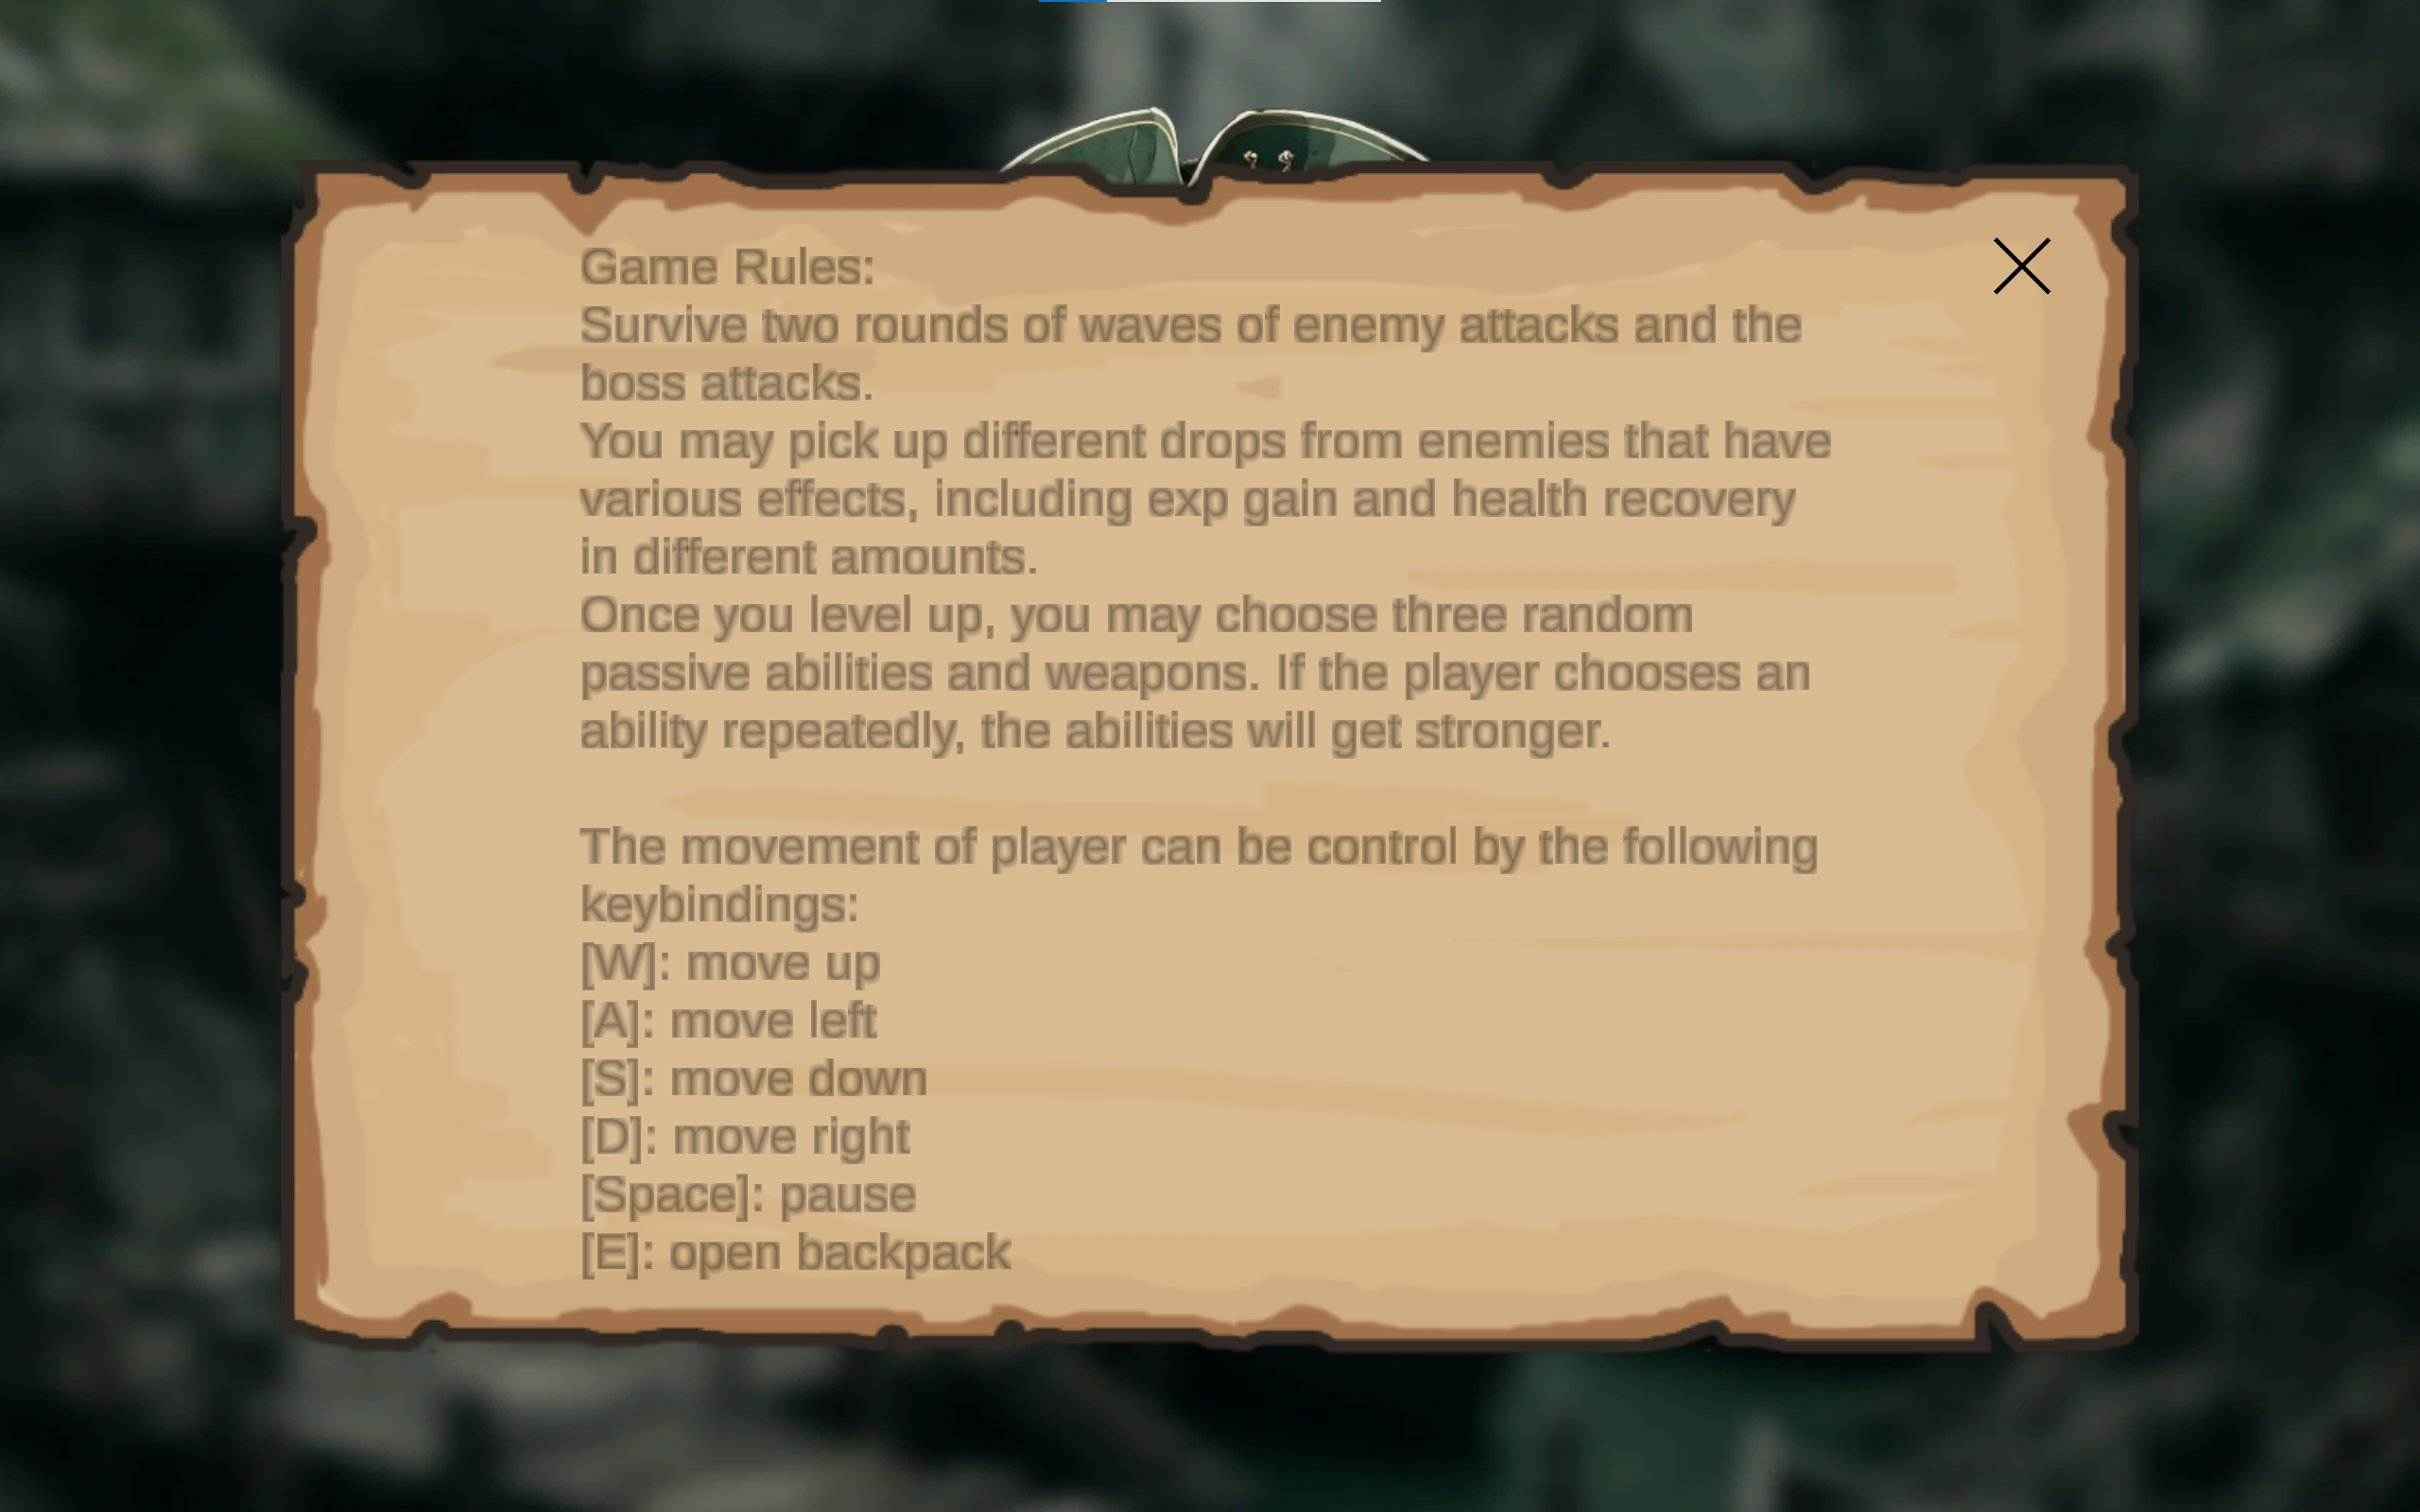 Game Rules:
Survive two rounds of waves of enemy attacks and the
boss attacks.
You may pick up different drops from enemies that have
various effects, including exp gain and health recovery
in different amounts.
Once you level up, you may choose three random
passive abilities and weapons. If the player chooses an
ability repeatedly, the abilities will get stronger.
The movement of player can be control by the following
keybindings:
[W]: move up
[A]: move left
[S]: move down
[D]: move right
[Space]: pause
[E]: open backpack